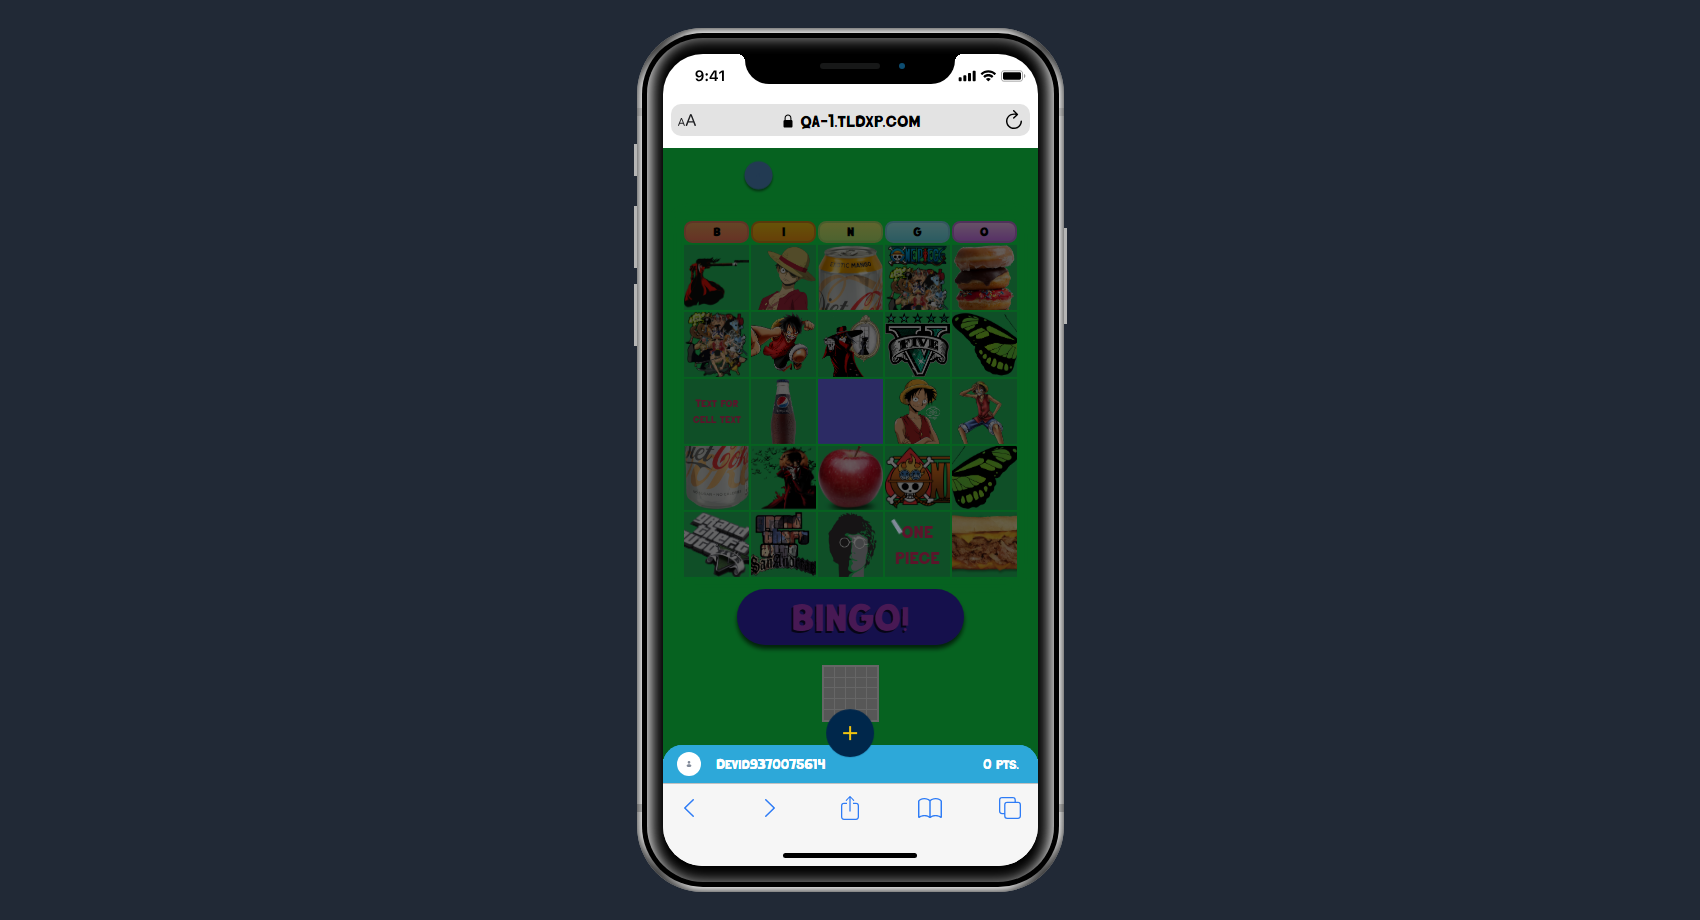 9:41
AA
QA-1.TLDXP.COM
B I N G O
FIVE
TEXT FOR
CELL TEXT
ONE
PIECE
BINGO!
DEVID9370075614
0 PTS.